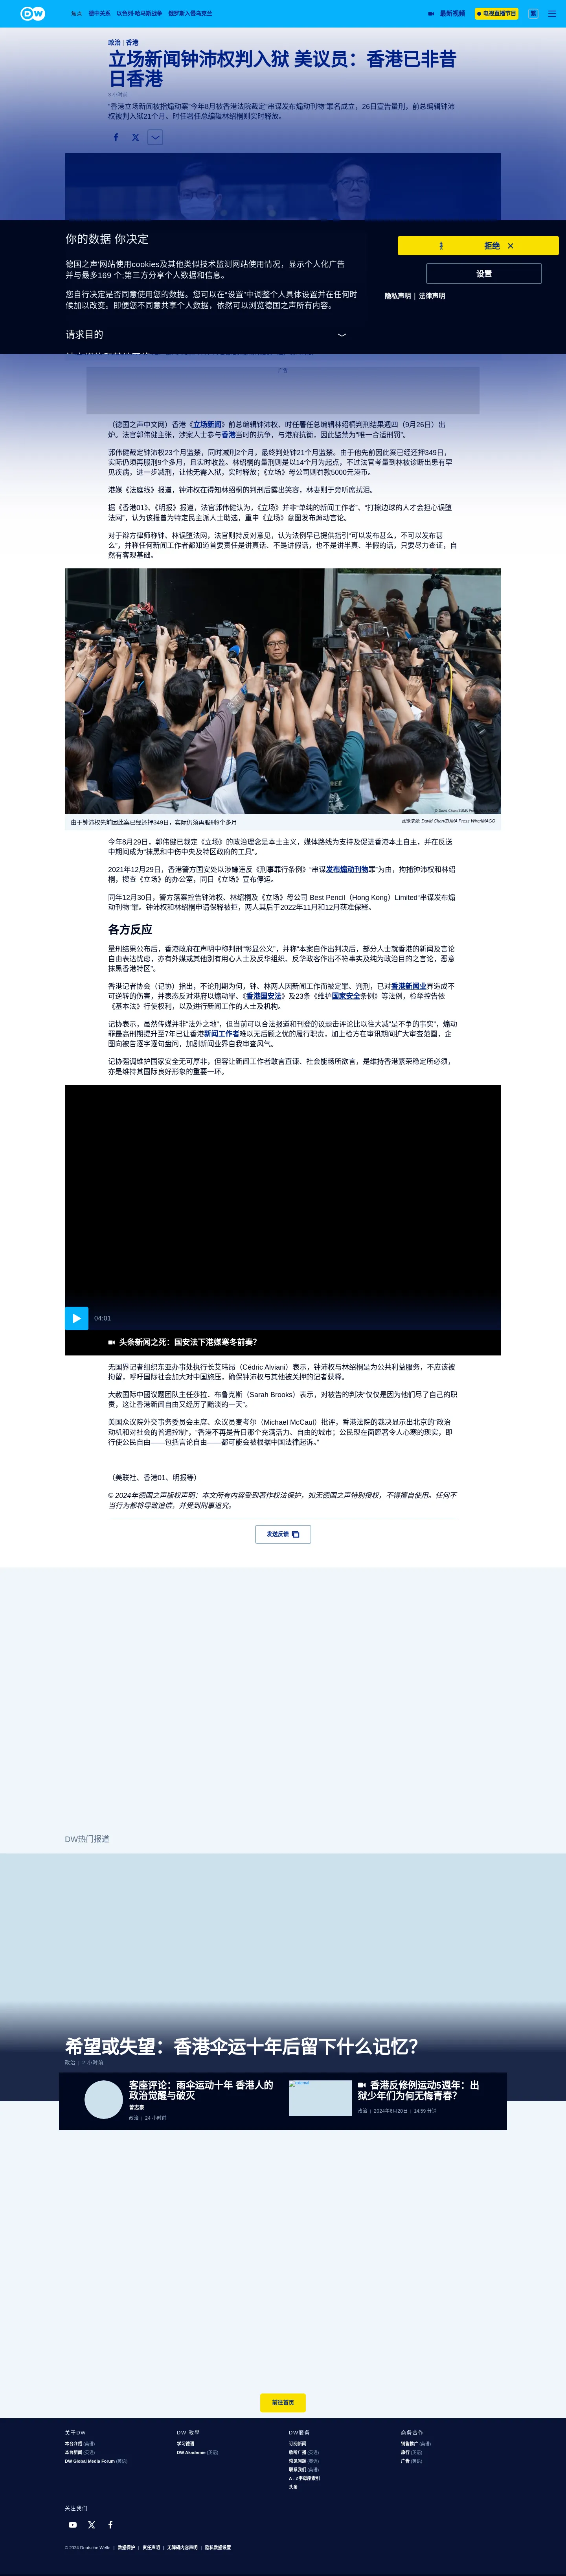 DW
焦点
德中关系
以色列-哈马斯战争
俄罗斯入侵乌克兰
最新视频
电视直播节目
繁
政治 | 香港
立场新闻钟沛权判入狱 美议员：香港已非昔
日香港
3 小时前
“香港立场新闻被指煽动案”今年8月被香港法院裁定“串谋发布煽动刊物”罪名成立，26日宣告量刑，前总编辑钟沛
权被判入狱21个月、时任署任总编辑林绍桐则实时释放。
你的数据 你决定
德国之声'网站使用cookies及其他类似技术监测网站使用情况，显示个人化广告
并与最多169 个;第三方分享个人数据和信息。
您自行决定是否同意使用您的数据。您可以在“设置”中调整个人具体设置并在任何时
候加以改变。即使您不同意共享个人数据，依然可以浏览德国之声所有内容。
请求目的
拒绝
设置
隐私声明 | 法律声明
广告
（德国之声中文网）香港《立场新闻》前总编辑钟沛权、时任署任总编辑林绍桐判刑结果週四（9月26日）出
炉。法官郭伟健主张，涉案人士参与香港当时的抗争，与港府抗衡，因此监禁为“唯一合适刑罚”。
郭伟健裁定钟沛权23个月监禁，同时减刑2个月，最终判处钟21个月监禁。由于他先前因此案已经还押349日，
实际仍须再服刑9个多月，且实时收监。林绍桐的量刑则是以14个月为起点，不过法官考量到林被诊断出患有罕
见疾病，进一步减刑，让他无需入狱，实时释放；《立场》母公司则罚款5000元港币。
港媒《法庭线》报道，钟沛权在得知林绍桐的判刑后露出笑容，林妻则于旁听席拭泪。
据《香港01》、《明报》报道，法官郭伟健认为，《立场》并非“单纯的新闻工作者”、“打擦边球的人才会担心误堕
法网”，认为该报曾为特定民主派人士助选，重申《立场》意图发布煽动言论。
对于辩方律师称钟、林误堕法网，法官则持反对意见，认为法例早已提供指引“可以发布甚么，不可以发布甚
么”，并称任何新闻工作者都知道首要责任是讲真话、不是讲假话，也不是讲半真、半假的话，只要尽力查证，自
然有客观基础。
由于钟沛权先前因此案已经还押349日，实际仍须再服刑9个多月
图像来源: David Chan/ZUMA Press Wire/IMAGO
今年8月29日，郭伟健已裁定《立场》的政治理念是本土主义，媒体路线为支持及促进香港本土自主，并在反送
中期间成为“抹黑和中伤中央及特区政府的工具”。
2021年12月29日，香港警方国安处以涉嫌违反《刑事罪行条例》“串谋发布煽动刊物罪”为由，拘捕钟沛权和林绍
桐，搜查《立场》的办公室，同日《立场》宣布停运。
同年12月30日，警方落案控告钟沛权、林绍桐及《立场》母公司 Best Pencil（Hong Kong）Limited“串谋发布煽
动刊物”罪。钟沛权和林绍桐申请保释被拒，两人其后于2022年11月和12月获准保释。
各方反应
量刑结果公布后，香港政府在声明中称判刑“彰显公义”，并称“本案自作出判决后，部分人士就香港的新闻及言论
自由表达忧虑，亦有外媒或其他别有用心人士及反华组织、反华政客作出不符事实及纯为政治目的之言论，恶意
抹黑香港特区”。
香港记者协会（记协）指出，不论刑期为何，钟、林两人因新闻工作而被定罪、判刑，已对香港新闻业界造成不
可逆转的伤害，并表态反对港府以煽动罪、《香港国安法》及23条《维护国家安全条例》等法例，检举控告依
《基本法》行使权利，以及进行新闻工作的人士及机构。
记协表示，虽然传媒并非“法外之地”，但当前可以合法报道和刊登的议题去评论比以往大减“是不争的事实”，煽动
罪最高刑期提升至7年已让香港新闻工作者难以无后顾之忧的履行职责，加上检方在审讯期间扩大审查范围，企
图向被告逐字逐句盘问，加剧新闻业界自我审查风气。
记协强调维护国家安全无可厚非，但容让新闻工作者敢言直谏、社会能畅所欲言，是维持香港繁荣稳定所必须，
亦是维持其国际良好形象的重要一环。
04:01
头条新闻之死：国安法下港媒寒冬前奏？
无国界记者组织东亚办事处执行长艾玮昂（Cédric Alviani）表示，钟沛权与林绍桐是为公共利益服务，不应该被
拘留，呼吁国际社会加大对中国施压，确保钟沛权与其他被关押的记者获释。
大赦国际中國议題团队主任莎拉．布鲁克斯（Sarah Brooks）表示，对被告的判决“仅仅是因为他们尽了自己的职
责，这让香港新闻自由又经历了黯淡的一天”。
美国众议院外交事务委员会主席、众议员麦考尔（Michael McCaul）批评，香港法院的裁决显示出北京的“政治
动机和对社会的普遍控制”，“香港不再是昔日那个充满活力、自由的城市；公民现在面临著令人心寒的现实，即
行使公民自由——包括言论自由——都可能会被根据中国法律起诉。”
（美联社、香港01、明报等）
© 2024年德国之声版权声明：本文所有内容受到著作权法保护，如无德国之声特别授权，不得擅自使用。任何不
当行为都将导致追偿，并受到刑事追究。
发送反馈
DW热门报道
希望或失望：香港伞运十年后留下什么记忆？
政治 | 2 小时前
客座评论：雨伞运动十年 香港人的
政治觉醒与破灭
曾志豪
政治 | 24 小时前
香港反修例运动5週年：出
狱少年们为何无悔青春？
政治 | 2024年6月20日 | 14:59 分钟
前往首页
关于DW
本台介绍 (英语)
本台新闻 (英语)
DW Global Media Forum (英语)
DW 教学
学习德语
DW Akademie (英语)
DW服务
订阅新闻
收听广播 (英语)
常见问题 (英语)
联系我们 (英语)
A - Z字母序索引
头条
商务合作
销售推广 (英语)
旅行 (英语)
广告 (英语)
关注我们
© 2024 Deutsche Welle | 数据保护 | 责任声明 | 无障碍内容声明 | 隐私数据设置